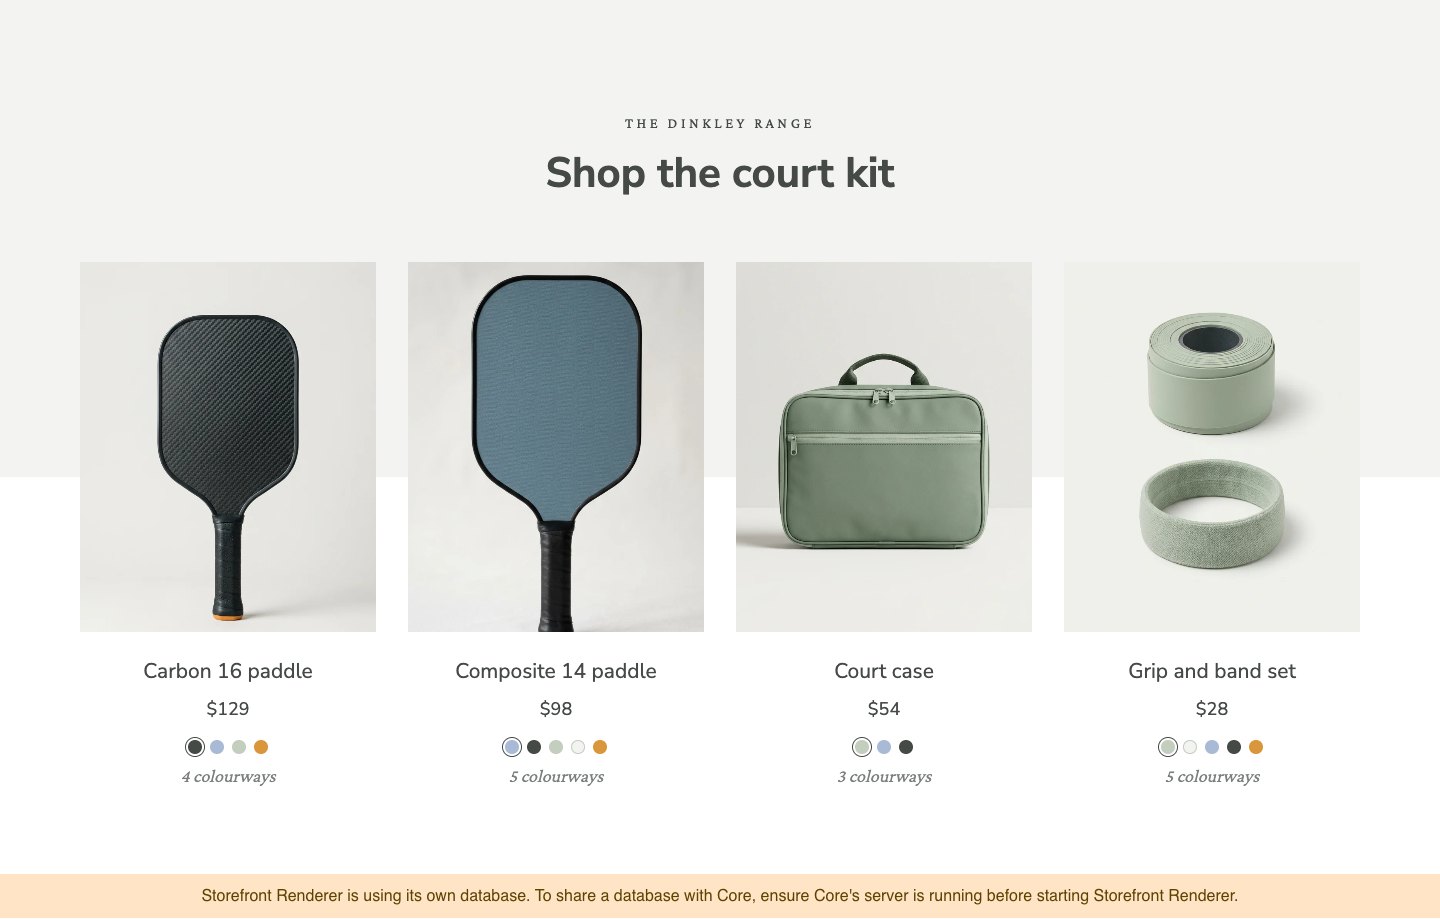 THE DINKLEY RANGE
Shop the court kit
Carbon 16 paddle
$129
4 colourways
Composite 14 paddle
$98
5 colourways
Court case
$54
3 colourways
Grip and band set
$28
5 colourways
Storefront Renderer is using its own database. To share a database with Core, ensure Core's server is running before starting Storefront Renderer.